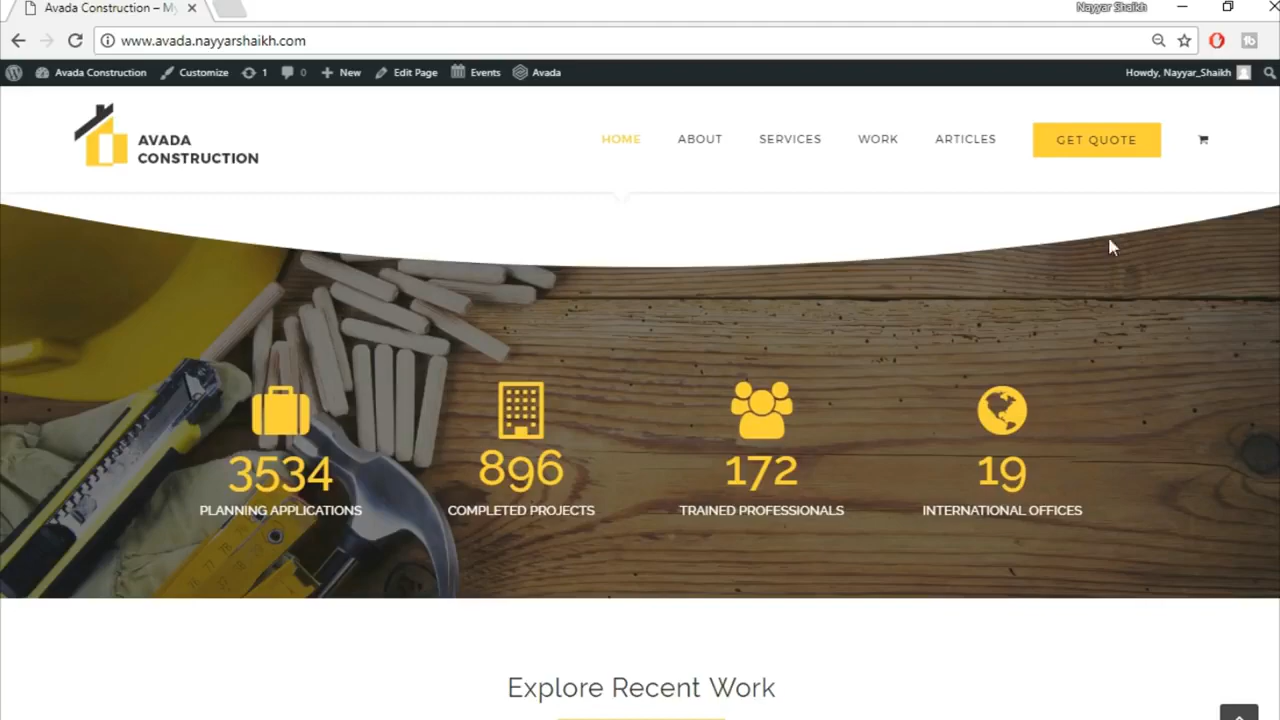 Avada Construction – My
Nayyar Shaikh
www.avada.nayyarshaikh.com
Avada Construction Customize 1 0 New Edit Page Events Avada Howdy, Nayyar_Shaikh
AVADA
CONSTRUCTION
HOME ABOUT SERVICES WORK ARTICLES GET QUOTE
3534 896 172 19
PLANNING APPLICATIONS COMPLETED PROJECTS TRAINED PROFESSIONALS INTERNATIONAL OFFICES
Explore Recent Work